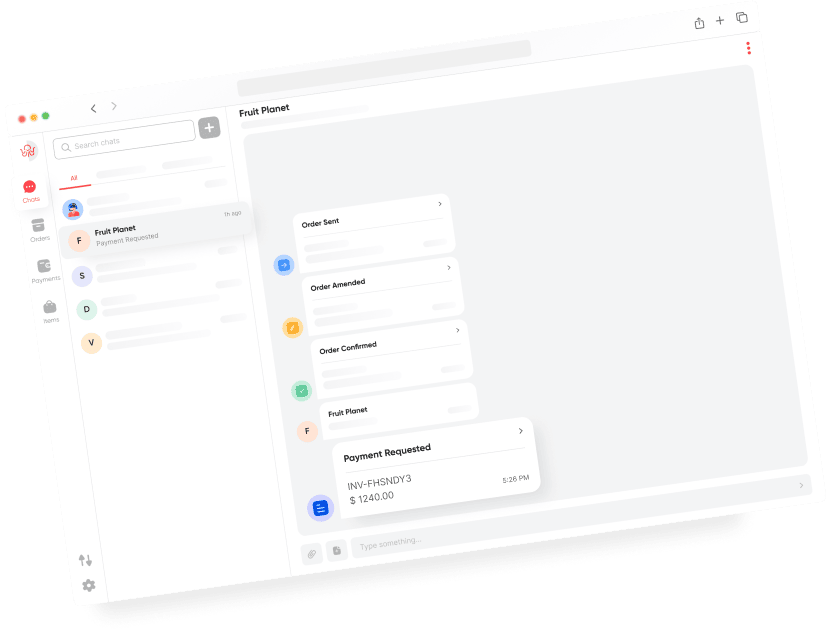 Fruit Planet
Search chats
All
Chats
Fruit Planet
1h ago
Payment Requested
Orders
S
Payments
D
Items
V
F
Order Sent
Order Amended
Order Confirmed
Fruit Planet
F
Payment Requested
INV-FHSNDY3
$ 1240.00
5:26 PM
Type something...